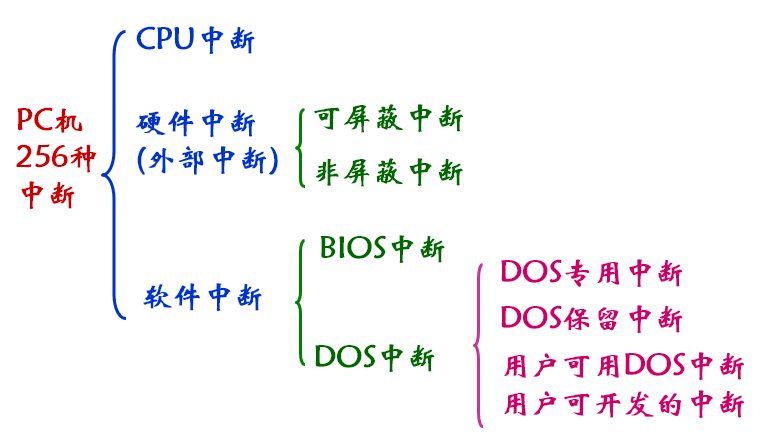 PC机
256种
中断
CPU中断
硬件中断
(外部中断)
可屏蔽中断
非屏蔽中断
软件中断
BIOS中断
DOS中断
DOS专用中断
DOS保留中断
用户可用DOS中断
用户可开发的中断